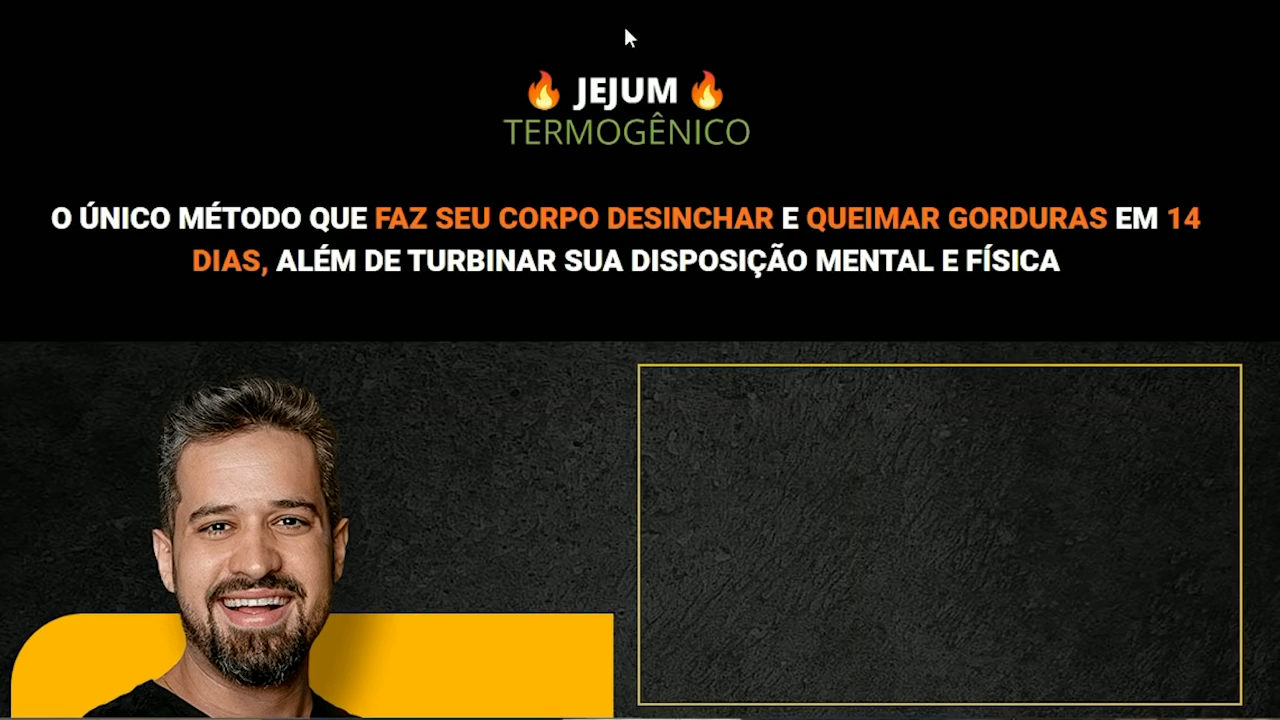 🔥 JEJUM 🔥
TERMOGÊNICO
O ÚNICO MÉTODO QUE FAZ SEU CORPO DESINCHAR E QUEIMAR GORDURAS EM 14
DIAS, ALÉM DE TURBINAR SUA DISPOSIÇÃO MENTAL E FÍSICA